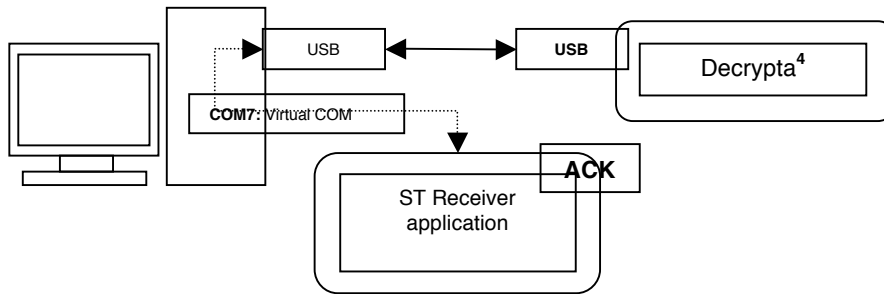 USB
USB
Decrypta⁴
COM7: Virtual COM
ACK
ST Receiver
application